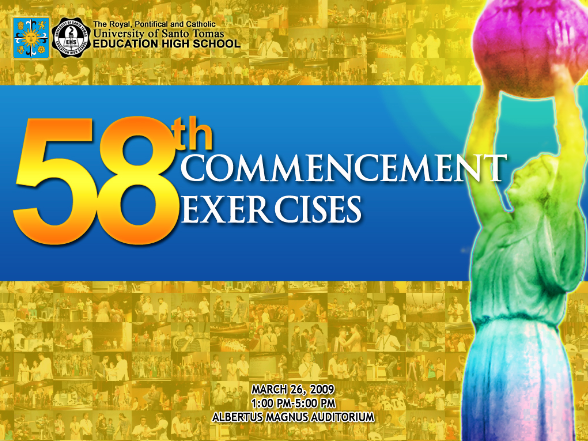 The Royal, Pontifical and Catholic
University of Santo Tomas
EDUCATION HIGH SCHOOL
58th
COMMENCEMENT
EXERCISES
MARCH 26, 2009
1:00 PM-5:00 PM
ALBERTUS MAGNUS AUDITORIUM